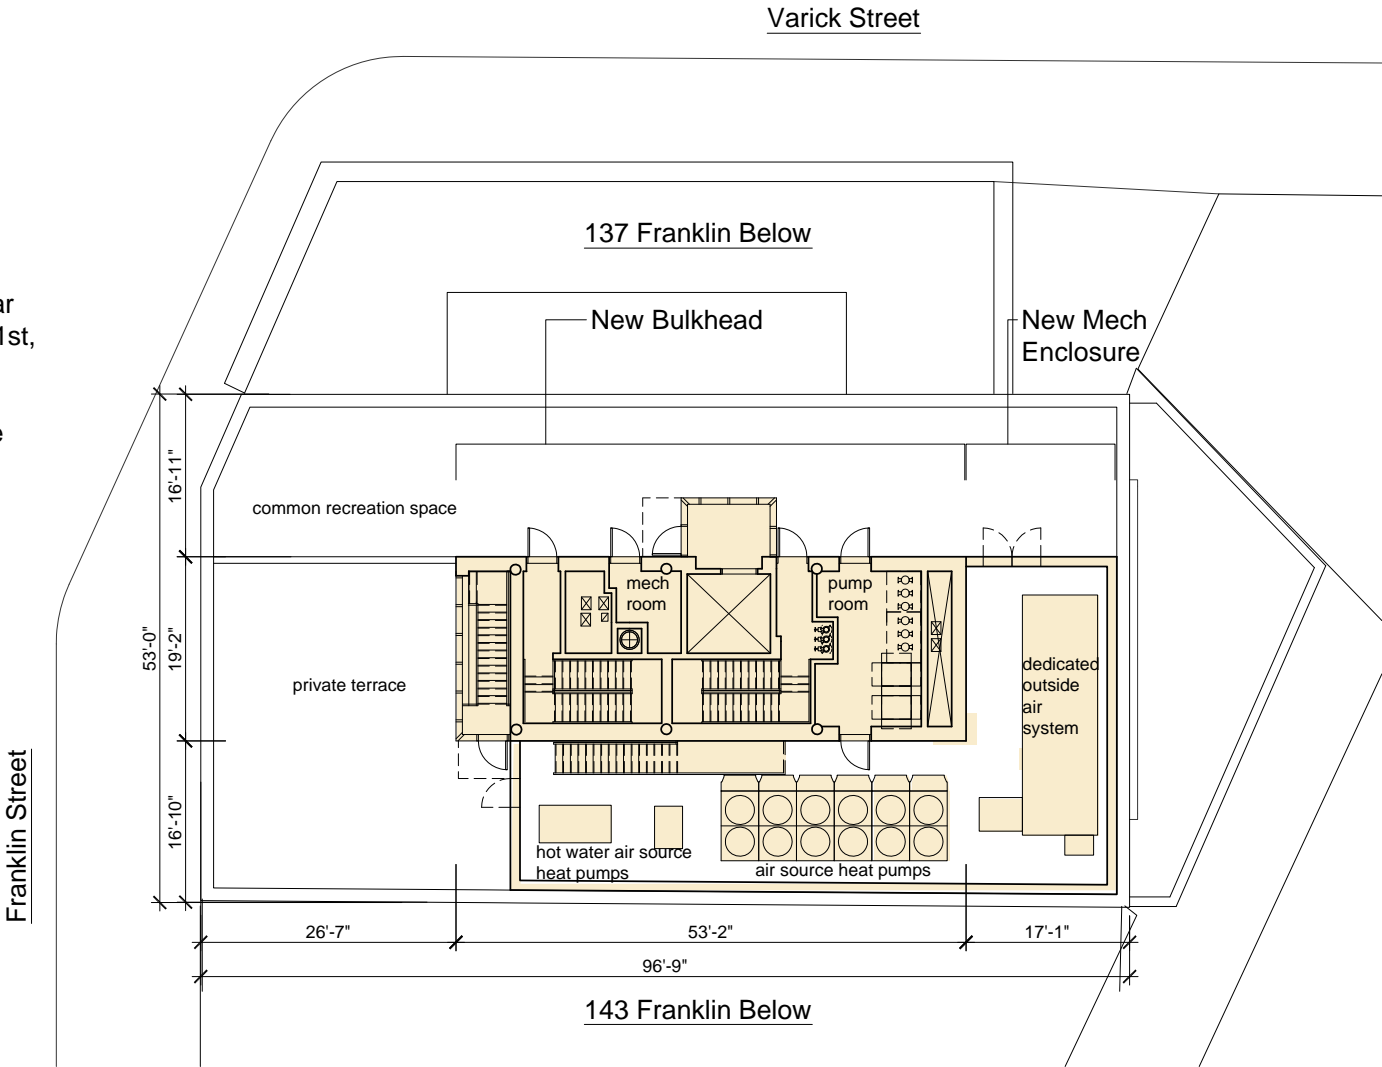 Varick Street
137 Franklin Below
ar
1st,
New Bulkhead
New Mech
Enclosure
e
16'-11"
common recreation space
mech
room
pump
room
53'-0"
19'-2"
private terrace
dedicated
outside
air
system
Franklin Street
16'-10"
hot water air source
heat pumps
air source heat pumps
26'-7"
53'-2"
17'-1"
96'-9"
143 Franklin Below